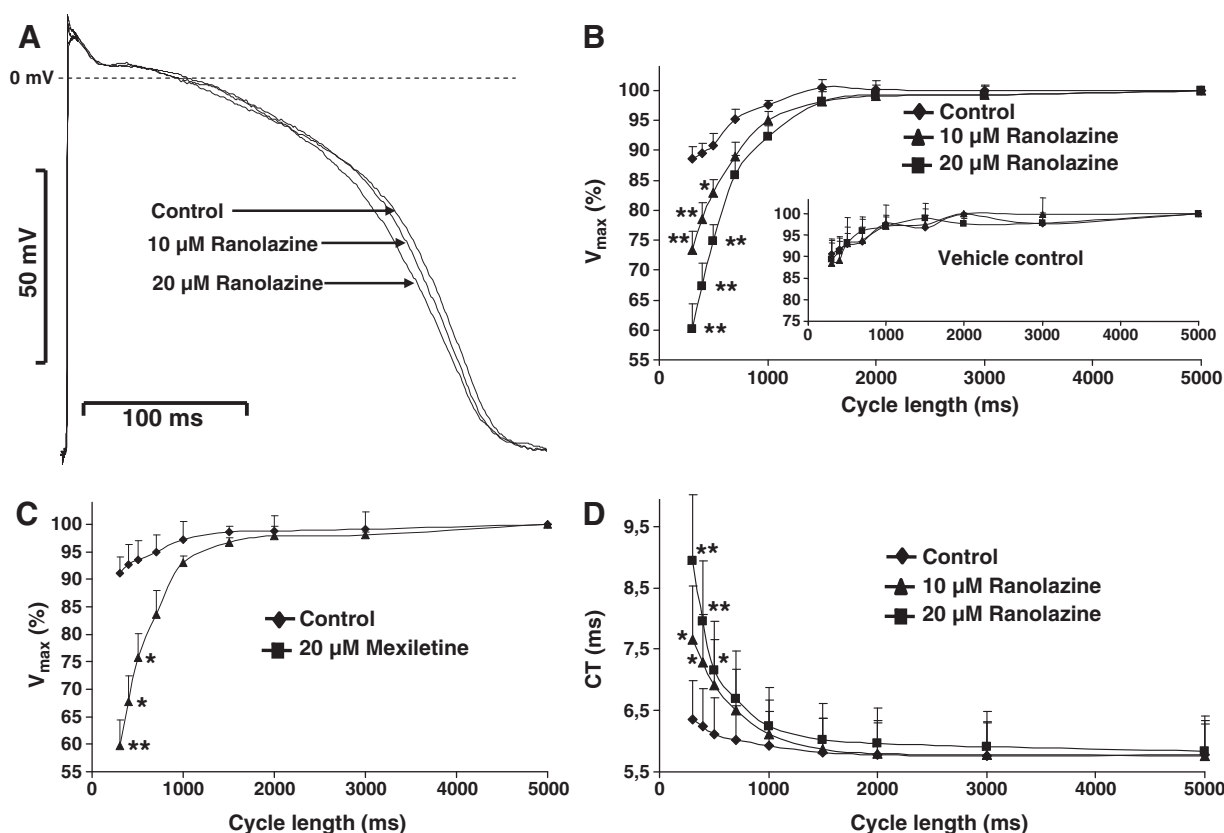 A
0 mV
50 mV
100 ms
Control
10 µM Ranolazine
20 µM Ranolazine
B
Vmax (%)
100
95
90
85
80
75
70
65
60
55
*
**
**
**
**
**
Control
10 µM Ranolazine
20 µM Ranolazine
100
95
90
85
80
75
Vehicle control
0 1000 2000 3000 4000 5000
0 1000 2000 3000 4000 5000
Cycle length (ms)
C
Vmax (%)
100
95
90
85
80
75
70
65
60
55
*
*
**
Control
20 µM Mexiletine
0 1000 2000 3000 4000 5000
Cycle length (ms)
D
CT (ms)
9,5
8,5
7,5
6,5
5,5
**
**
*
*
*
Control
10 µM Ranolazine
20 µM Ranolazine
0 1000 2000 3000 4000 5000
Cycle length (ms)